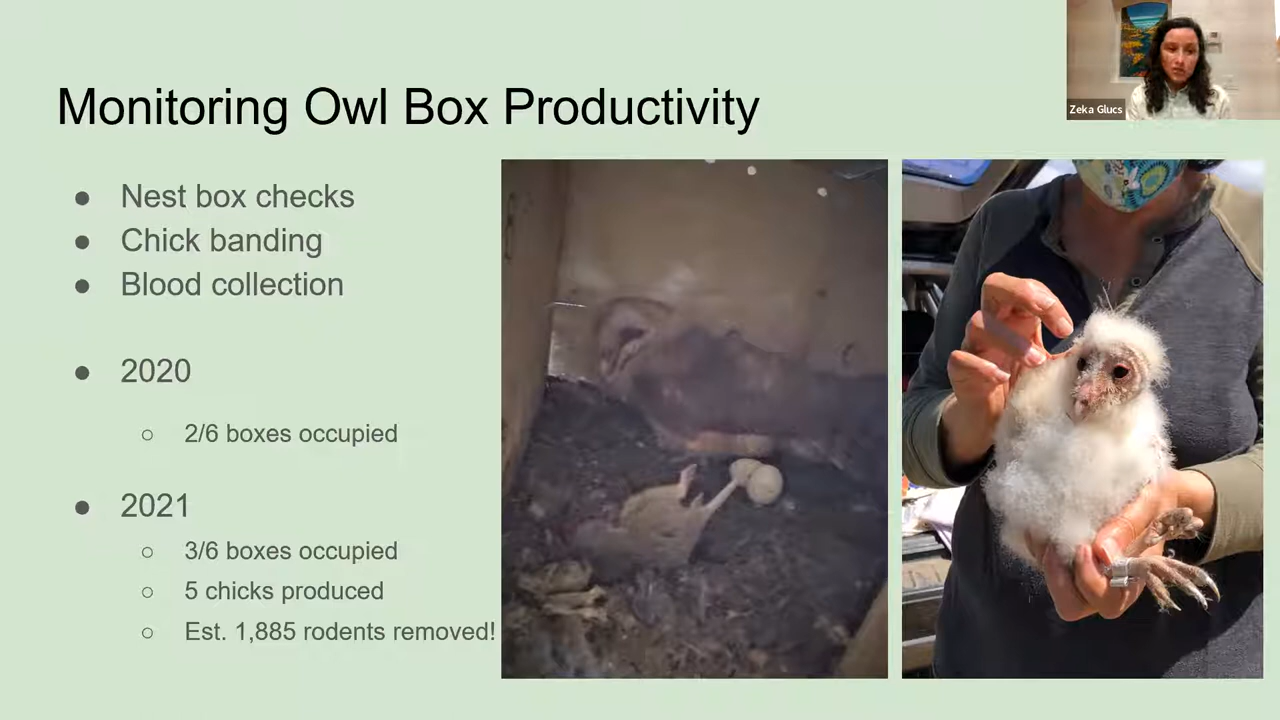 Monitoring Owl Box Productivity
Zeka Glucs
● Nest box checks
● Chick banding
● Blood collection
● 2020
○ 2/6 boxes occupied
● 2021
○ 3/6 boxes occupied
○ 5 chicks produced
○ Est. 1,885 rodents removed!